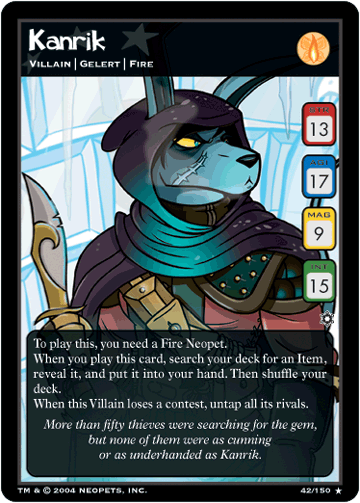 Kanrik
VILLAIN | GELERT | FIRE
STR
13
AGI
17
MAG
9
INT
15
To play this, you need a Fire Neopet.
When you play this card, search your deck for an Item,
reveal it, and put it into your hand. Then shuffle your
deck.
When this Villain loses a contest, untap all its rivals.
More than fifty thieves were searching for the gem,
but none of them were as cunning
or as underhanded as Kanrik.
TM & © 2004 NEOPETS, INC.
42/150 ★